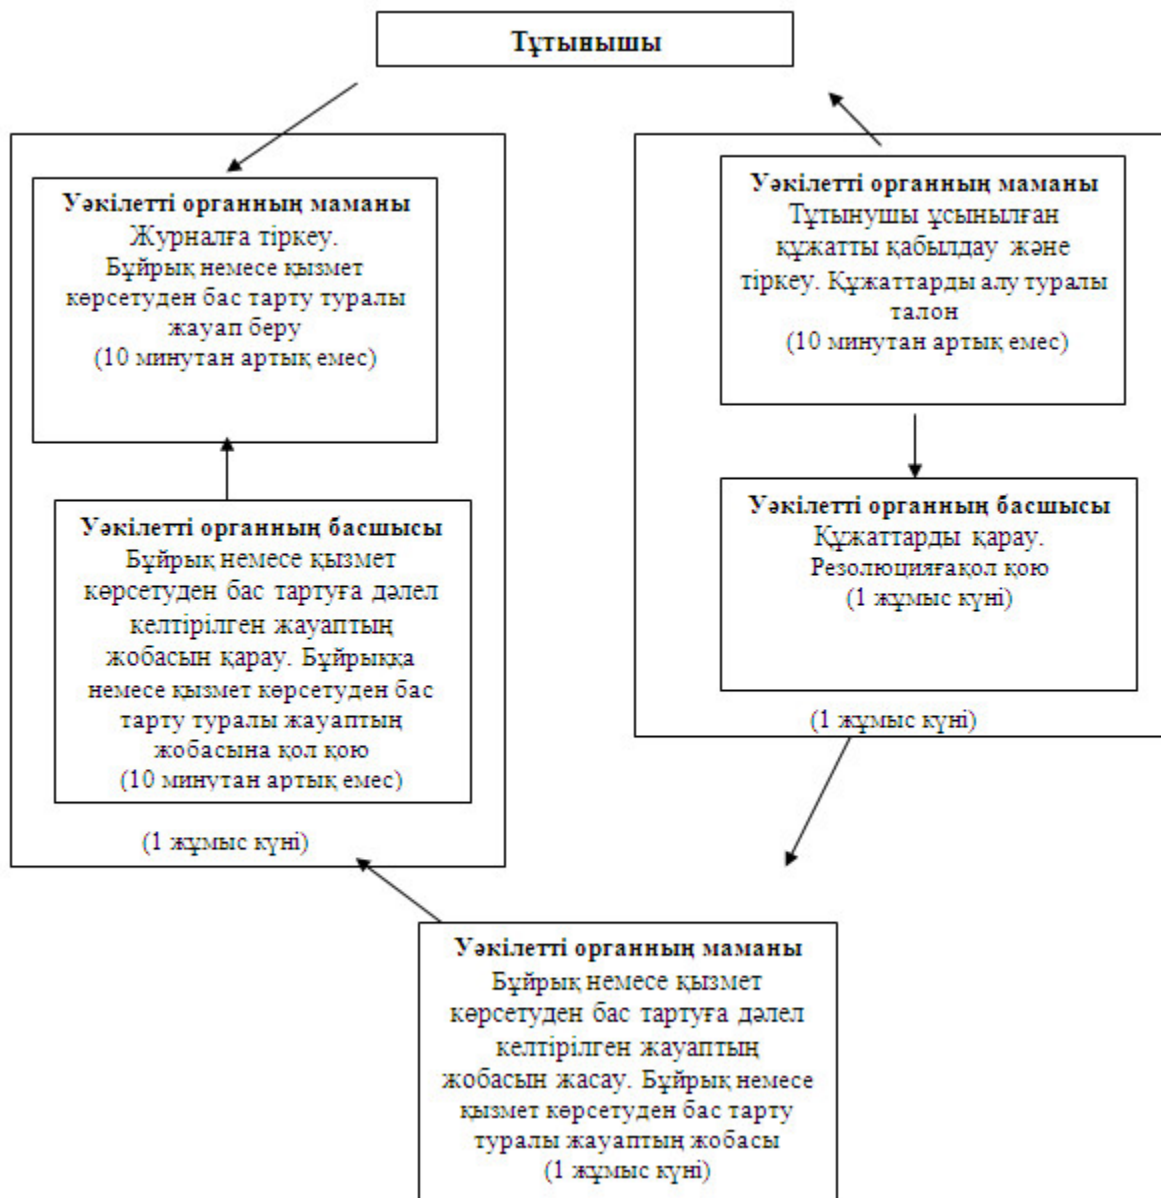 Тұтынышы
Уәкілетті органның маманы
Журналға тіркеу.
Бұйрық немесе қызмет
көрсетуден бас тарту туралы
жауап беру
(10 минутан артық емес)
Уәкілетті органның басшысы
Бұйрық немесе қызмет
көрсетуден бас тартуға дәлел
келтірілген жауаптың
жобасын қарау. Бұйрыққа
немесе қызмет көрсетуден бас
тарту туралы жауаптың
жобасына қол қою
(10 минутан артық емес)
(1 жұмыс күні)
Уәкілетті органның маманы
Тұтынушы ұсынылған
құжатты қабылдау және
тіркеу. Құжаттарды алу туралы
талон
(10 минутан артық емес)
Уәкілетті органның басшысы
Құжаттарды қарау.
Резолюцияғақол қою
(1 жұмыс күні)
(1 жұмыс күні)
Уәкілетті органның маманы
Бұйрық немесе қызмет
көрсетуден бас тартуға дәлел
келтірілген жауаптың
жобасын жасау. Бұйрық немесе
қызмет көрсетуден бас тарту
туралы жауаптың жобасы
(1 жұмыс күні)